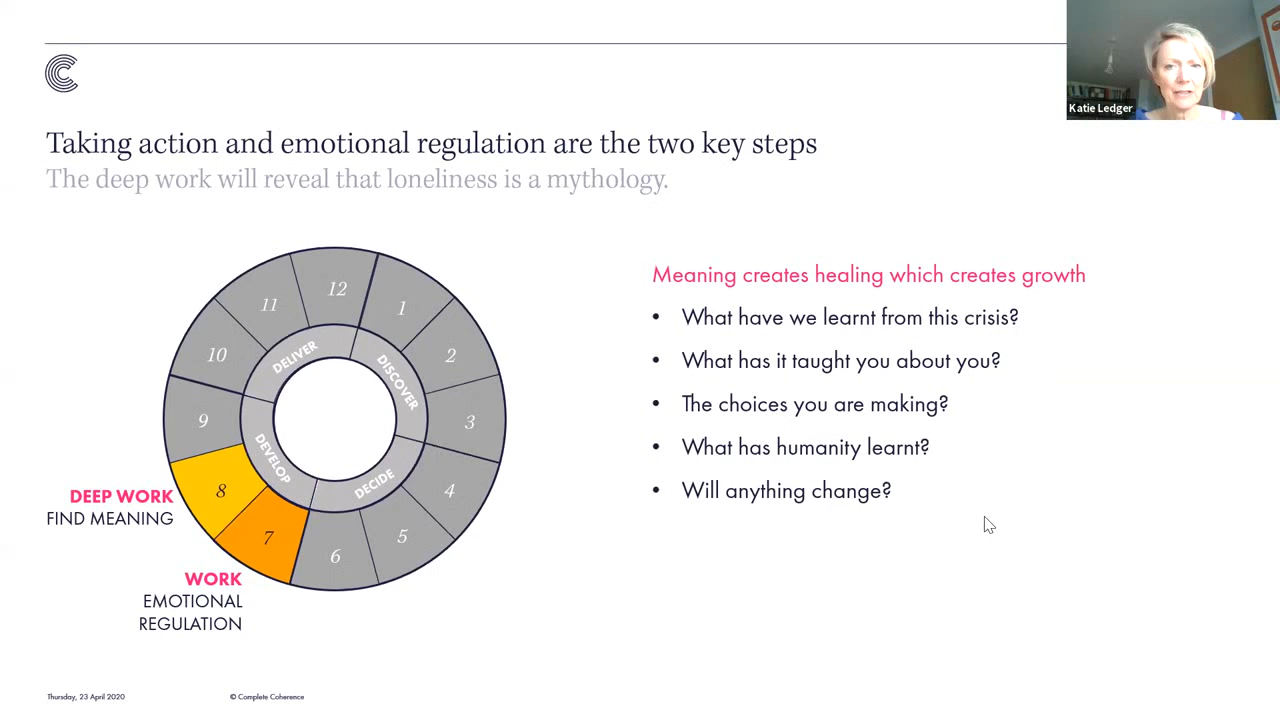 Katie Ledger
Taking action and emotional regulation are the two key steps
The deep work will reveal that loneliness is a mythology.
12
11
1
10
2
9
3
8
4
7
5
6
DELIVER
DISCOVER
DEVELOP
DECIDE
DEEP WORK
FIND MEANING
WORK
EMOTIONAL
REGULATION
Meaning creates healing which creates growth
• What have we learnt from this crisis?
• What has it taught you about you?
• The choices you are making?
• What has humanity learnt?
• Will anything change?
Thursday, 23 April 2020
© Complete Coherence